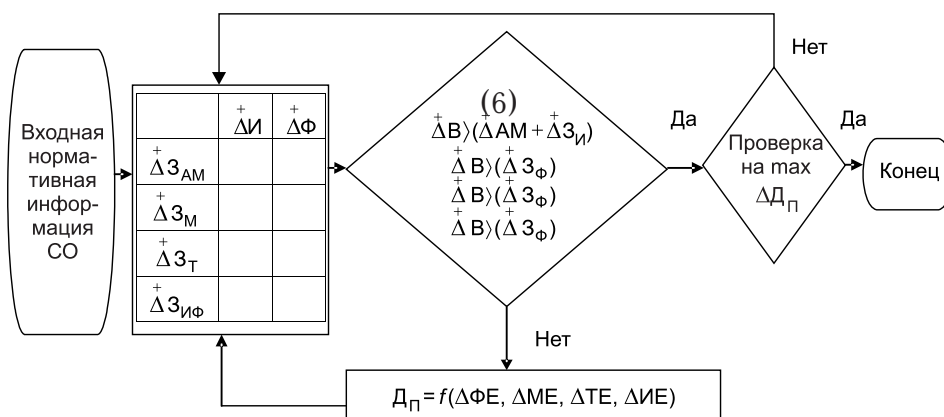 Нет
Входная
норма-
тивная
инфор-
мация
СО
+ΔИ +ΔФ
+ΔЗ_АМ
+ΔЗ_М
+ΔЗ_Т
+ΔЗ_ИФ
(6)
+ΔВ⟩(+ΔАМ + +ΔЗ_И)
+ΔВ⟩(+ΔЗ_Ф)
+ΔВ⟩(+ΔЗ_Ф)
+ΔВ⟩(+ΔЗ_Ф)
Да
Проверка
на max
ΔД_П
Да
Конец
Нет
Д_П = f(ΔФЕ, ΔМЕ, ΔТЕ, ΔИЕ)